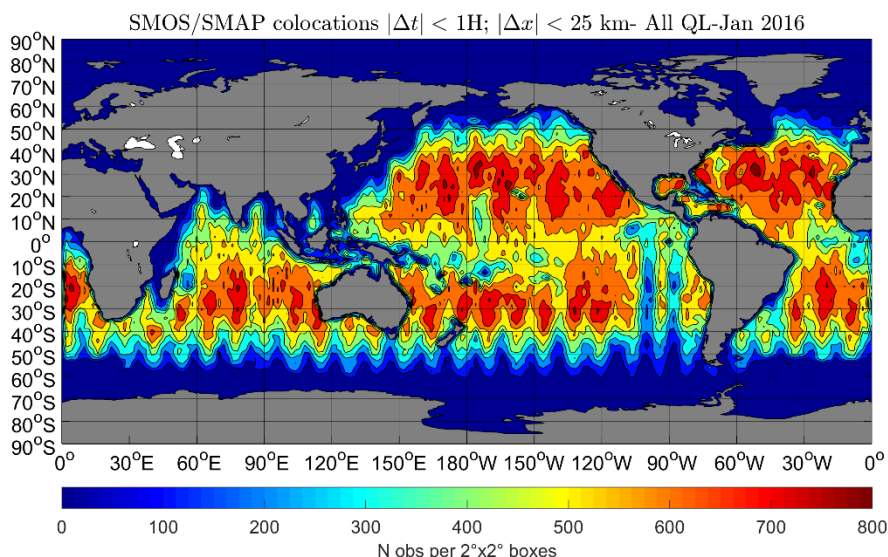 SMOS/SMAP colocations |Δt| < 1H; |Δx| < 25 km- All QL-Jan 2016
90°N
80°N
70°N
60°N
50°N
40°N
30°N
20°N
10°N
0°
10°S
20°S
30°S
40°S
50°S
60°S
70°S
80°S
90°S
0° 30°E 60°E 90°E 120°E 150°E 180°W 150°W 120°W 90°W 60°W 30°W 0°
0 100 200 300 400 500 600 700 800
N obs per 2°x2° boxes